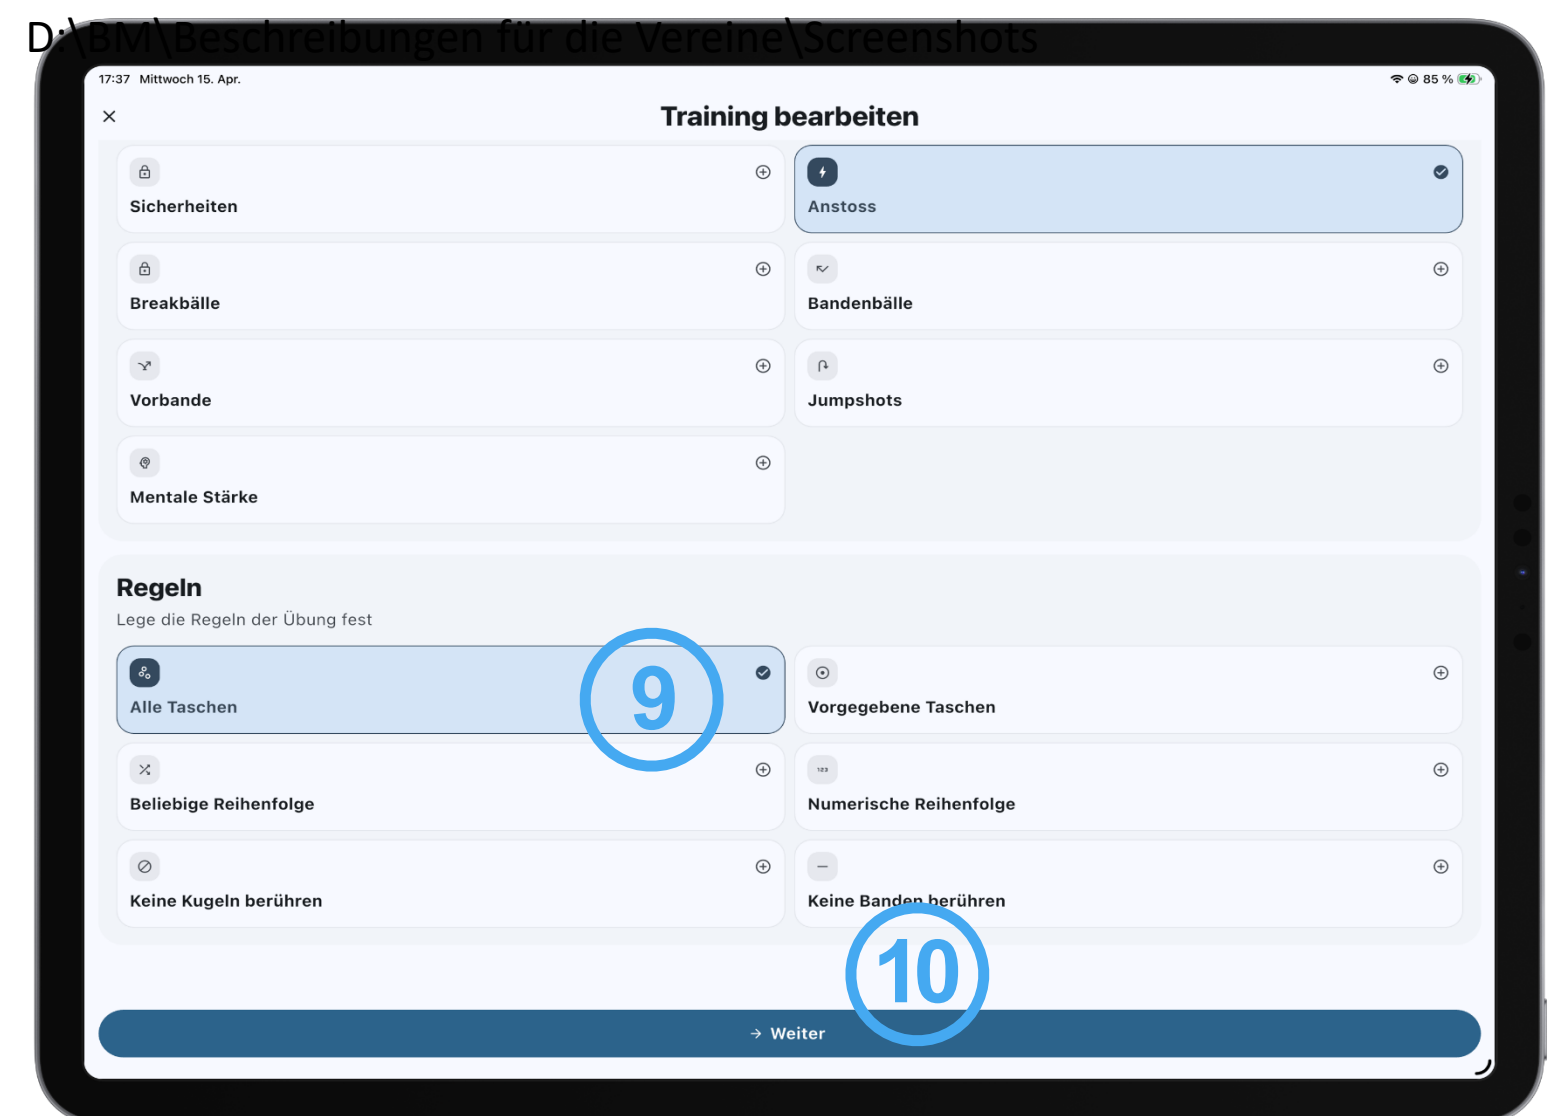 D:\BM\Beschreibungen für die Vereine\Screenshots
17:37 Mittwoch 15. Apr.
85 %
Training bearbeiten
Sicherheiten
Anstoss
Breakbälle
Bandenbälle
Vorbande
Jumpshots
Mentale Stärke
Regeln
Lege die Regeln der Übung fest
9
Alle Taschen
Vorgegebene Taschen
123
Beliebige Reihenfolge
Numerische Reihenfolge
Keine Kugeln berühren
Keine Banden berühren
10
→ Weiter